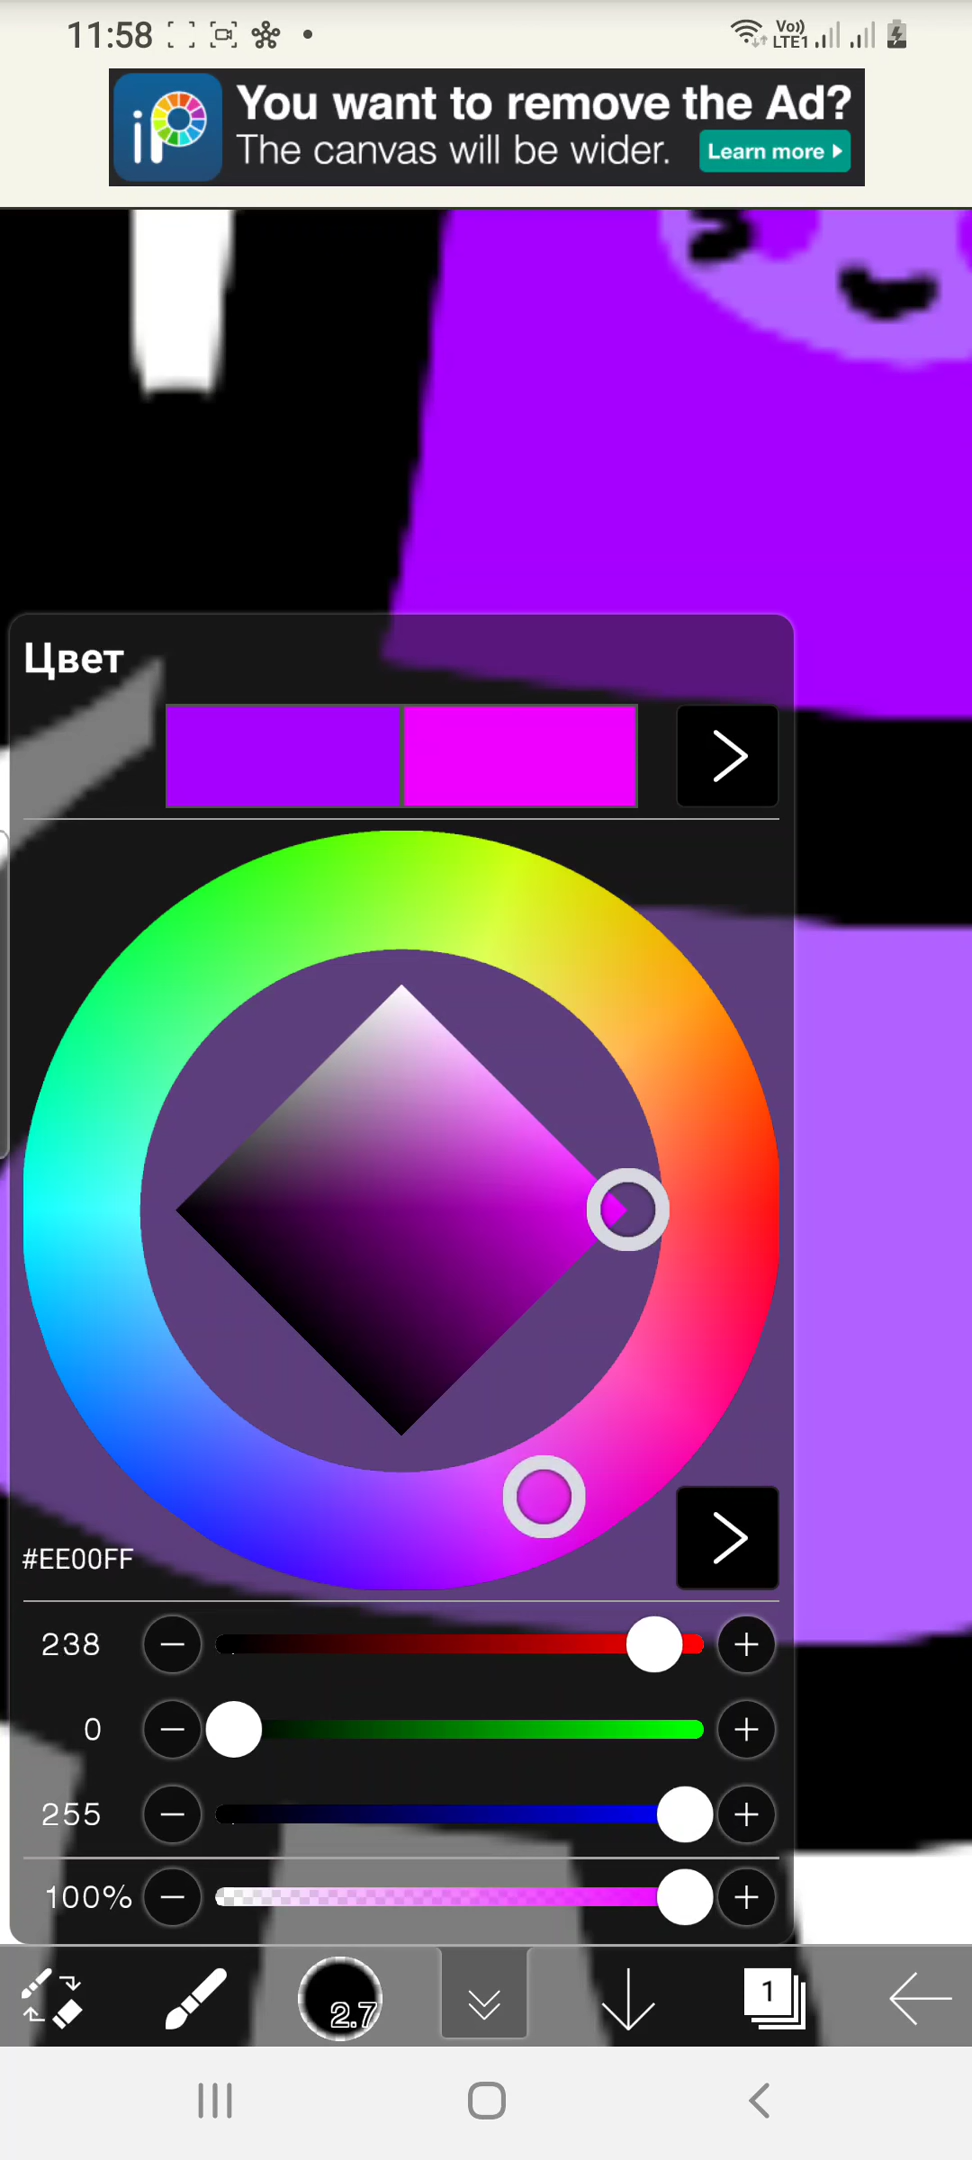 11:58
Vo))
LTE1
iP
You want to remove the Ad?
The canvas will be wider.
Learn more
Цвет
#EE00FF
238
0
255
100%
2.7
1